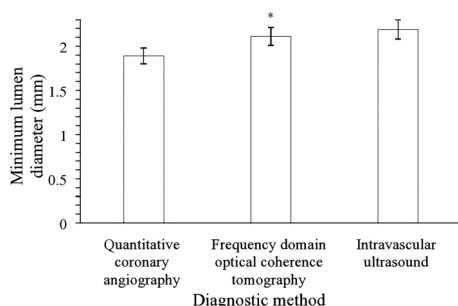 *
2
1.5
1
0.5
0
Minimum lumen
diameter (mm)
Quantitative
coronary
angiography
Frequency domain
optical coherence
tomography
Intravascular
ultrasound
Diagnostic method